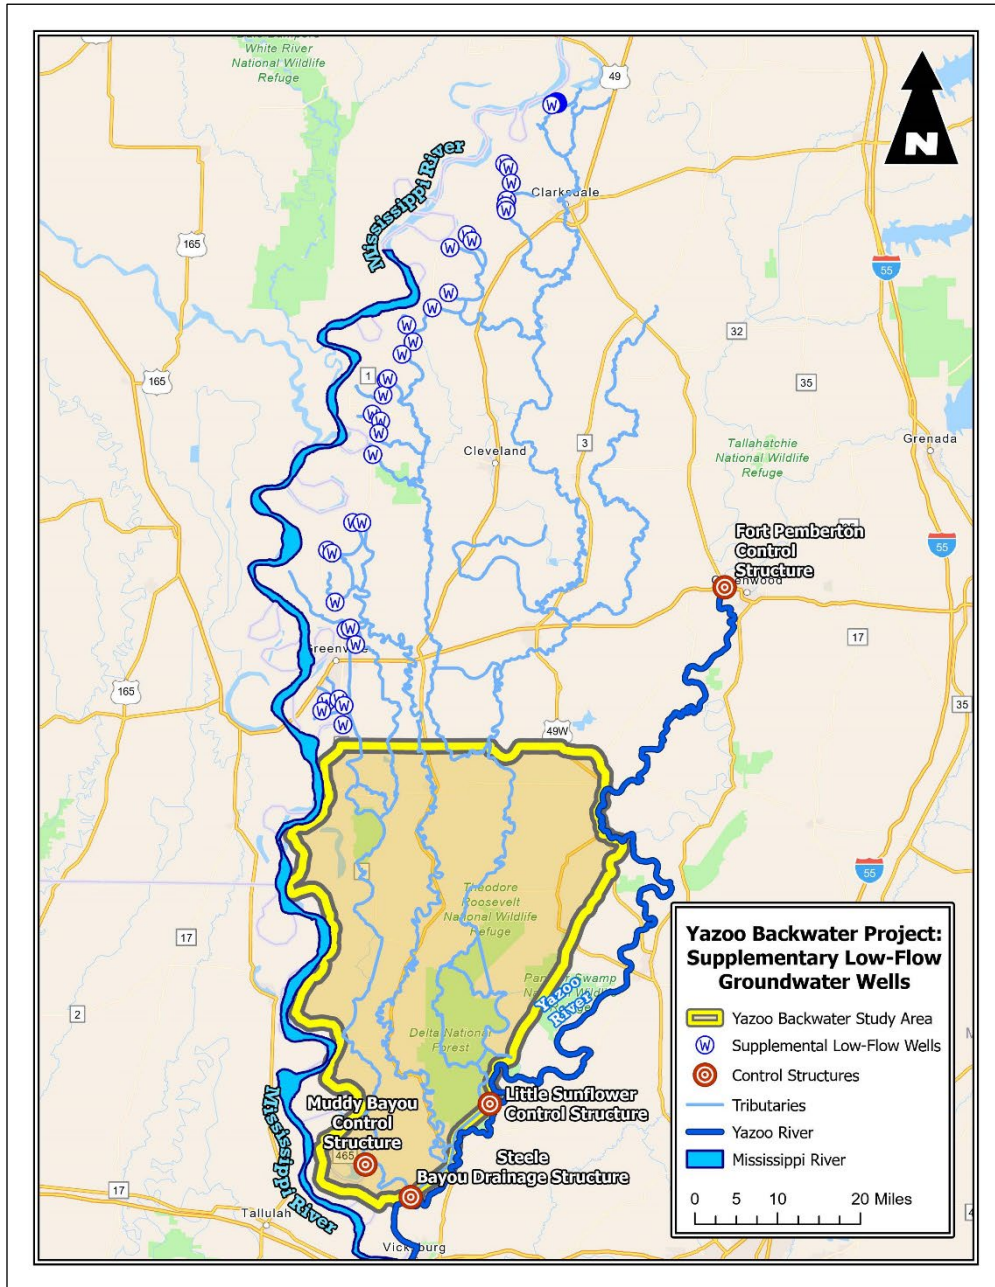 White River
National Wildlife
Refuge
49
N
Mississippi River
Clarksdale
165
55
32
1
165
35
Cleveland
3
Tallahatchie
National Wildlife
Refuge
Grenada
55
Fort Pemberton
Control
Structure
17
165
35
49W
55
Theodore
Roosevelt
National Wildlife
Refuge
17
2
Yazoo
River
Delta National
Forest
Mississippi River
Muddy Bayou
Control
Structure
465
Little Sunflower
Control Structure
Steele
Bayou Drainage Structure
17
Tallulah
Vicksburg
Yazoo Backwater Project:
Supplementary Low-Flow
Groundwater Wells
Yazoo Backwater Study Area
W Supplemental Low-Flow Wells
Control Structures
Tributaries
Yazoo River
Mississippi River
0 5 10 20 Miles